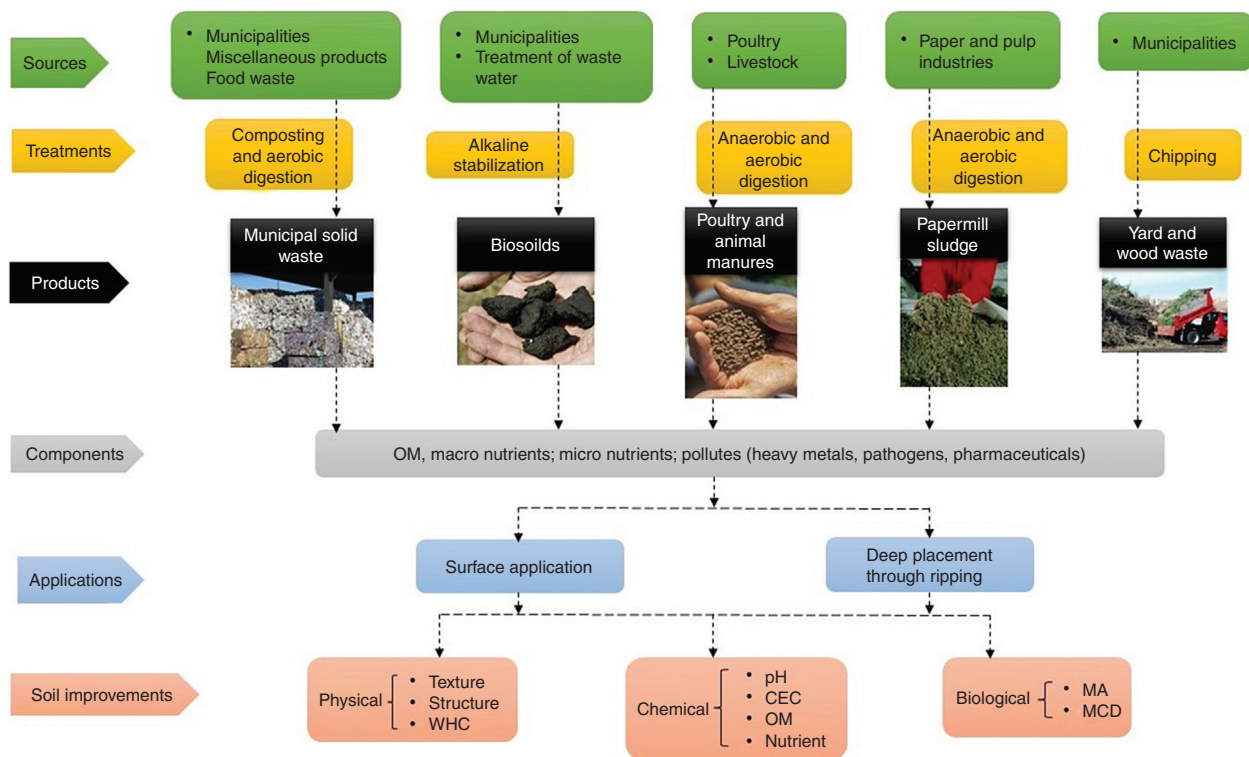 Sources
• Municipalities
Miscellaneous products
Food waste
• Municipalities
• Treatment of waste
water
• Poultry
• Livestock
• Paper and pulp
industries
• Municipalities
Treatments
Composting
and aerobic
digestion
Alkaline
stabilization
Anaerobic and
aerobic
digestion
Anaerobic and
aerobic
digestion
Chipping
Products
Municipal solid
waste
Biosoilds
Poultry and
animal
manures
Papermill
sludge
Yard and
wood waste
Components
OM, macro nutrients; micro nutrients; pollutes (heavy metals, pathogens, pharmaceuticals)
Applications
Surface application
Deep placement
through ripping
Soil improvements
Physical
• Texture
• Structure
• WHC
Chemical
• pH
• CEC
• OM
• Nutrient
Biological
• MA
• MCD